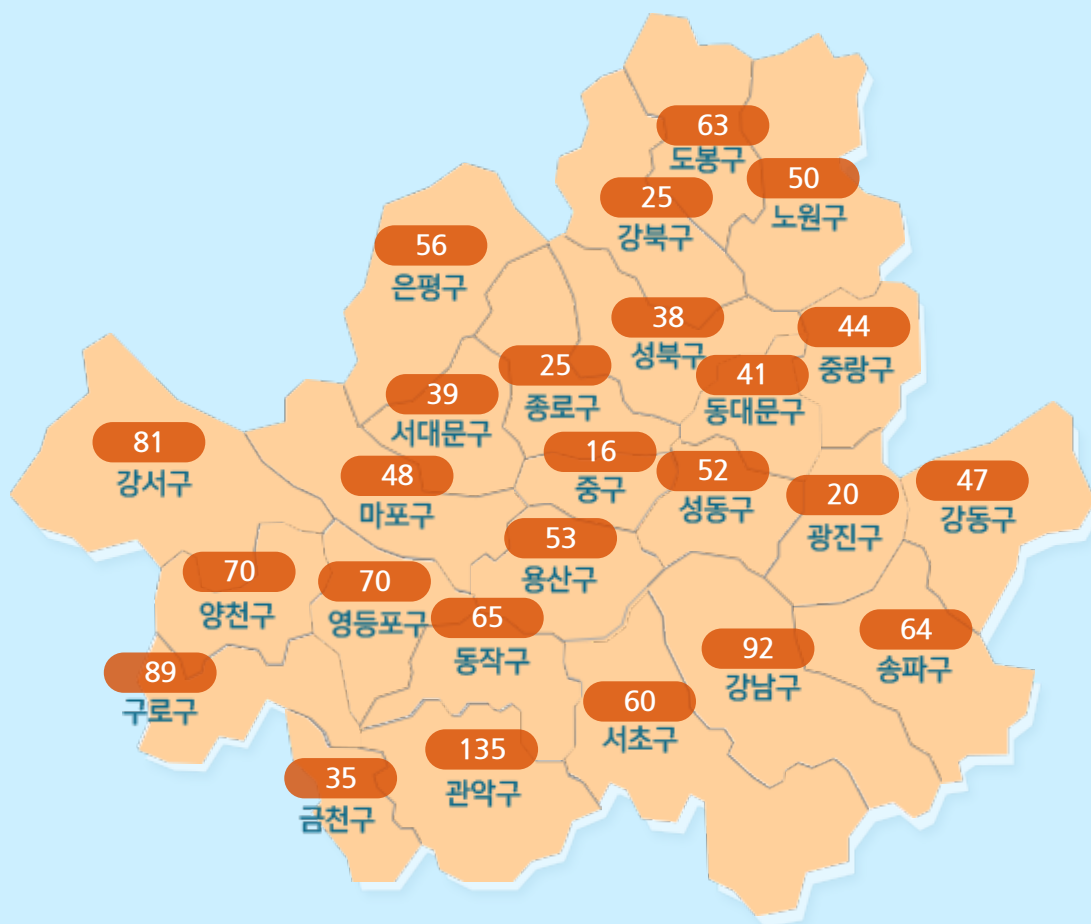 63
도봉구
50
노원구
25
강북구
56
은평구
38
성북구
44
중랑구
25
종로구
41
동대문구
39
서대문구
81
강서구
16
중구
48
마포구
52
성동구
20
광진구
47
강동구
53
용산구
70
양천구
70
영등포구
65
동작구
64
송파구
92
강남구
89
구로구
60
서초구
135
관악구
35
금천구